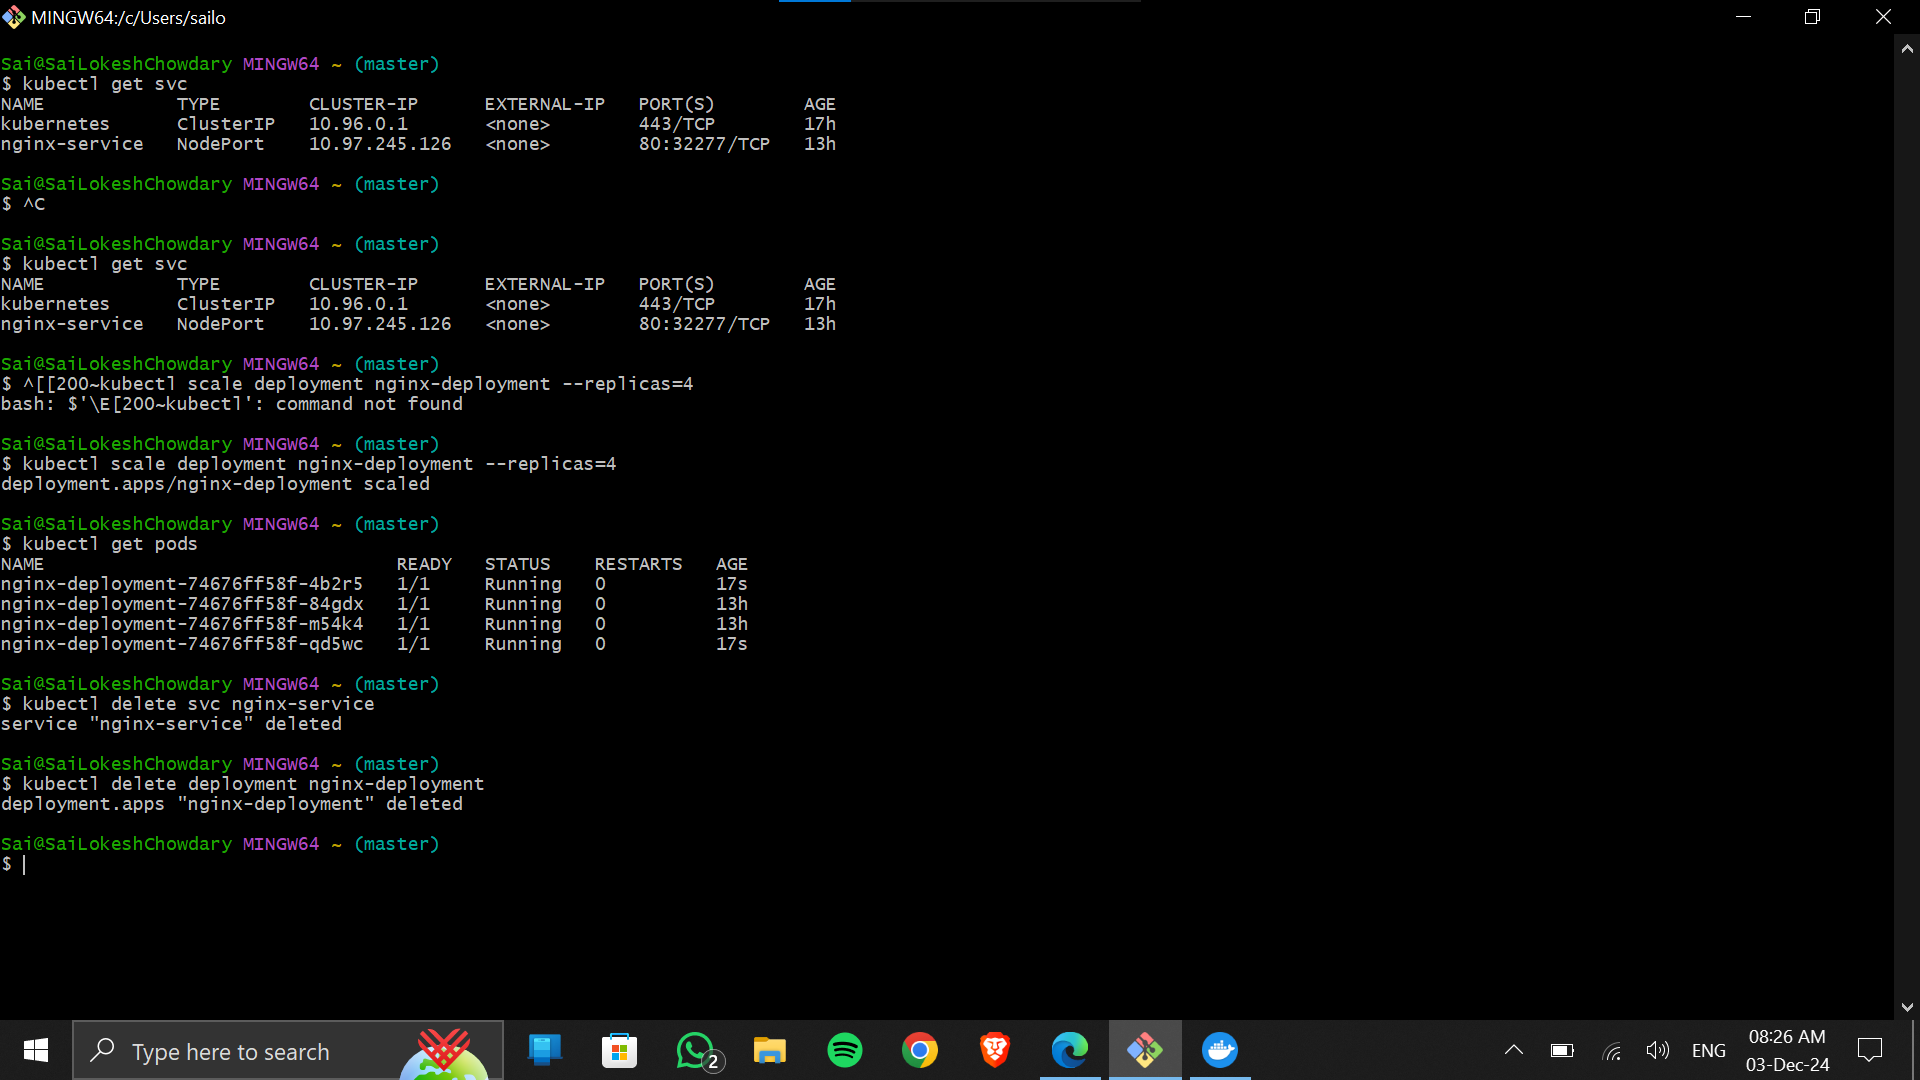 MINGW64:/c/Users/sailo
Sai@SaiLokeshChowdary MINGW64 ~ (master)
$ kubectl get svc
NAME            TYPE        CLUSTER-IP      EXTERNAL-IP   PORT(S)        AGE
kubernetes      ClusterIP   10.96.0.1       <none>        443/TCP        17h
nginx-service   NodePort    10.97.245.126   <none>        80:32277/TCP   13h
Sai@SaiLokeshChowdary MINGW64 ~ (master)
$ ^C
Sai@SaiLokeshChowdary MINGW64 ~ (master)
$ kubectl get svc
NAME            TYPE        CLUSTER-IP      EXTERNAL-IP   PORT(S)        AGE
kubernetes      ClusterIP   10.96.0.1       <none>        443/TCP        17h
nginx-service   NodePort    10.97.245.126   <none>        80:32277/TCP   13h
Sai@SaiLokeshChowdary MINGW64 ~ (master)
$ ^[[200~kubectl scale deployment nginx-deployment --replicas=4
bash: $'\E[200~kubectl': command not found
Sai@SaiLokeshChowdary MINGW64 ~ (master)
$ kubectl scale deployment nginx-deployment --replicas=4
deployment.apps/nginx-deployment scaled
Sai@SaiLokeshChowdary MINGW64 ~ (master)
$ kubectl get pods
NAME                                READY   STATUS    RESTARTS   AGE
nginx-deployment-74676ff58f-4b2r5   1/1     Running   0          17s
nginx-deployment-74676ff58f-84gdx   1/1     Running   0          13h
nginx-deployment-74676ff58f-m54k4   1/1     Running   0          13h
nginx-deployment-74676ff58f-qd5wc   1/1     Running   0          17s
Sai@SaiLokeshChowdary MINGW64 ~ (master)
$ kubectl delete svc nginx-service
service "nginx-service" deleted
Sai@SaiLokeshChowdary MINGW64 ~ (master)
$ kubectl delete deployment nginx-deployment
deployment.apps "nginx-deployment" deleted
Sai@SaiLokeshChowdary MINGW64 ~ (master)
$
Type here to search
2
ENG
08:26 AM
03-Dec-24